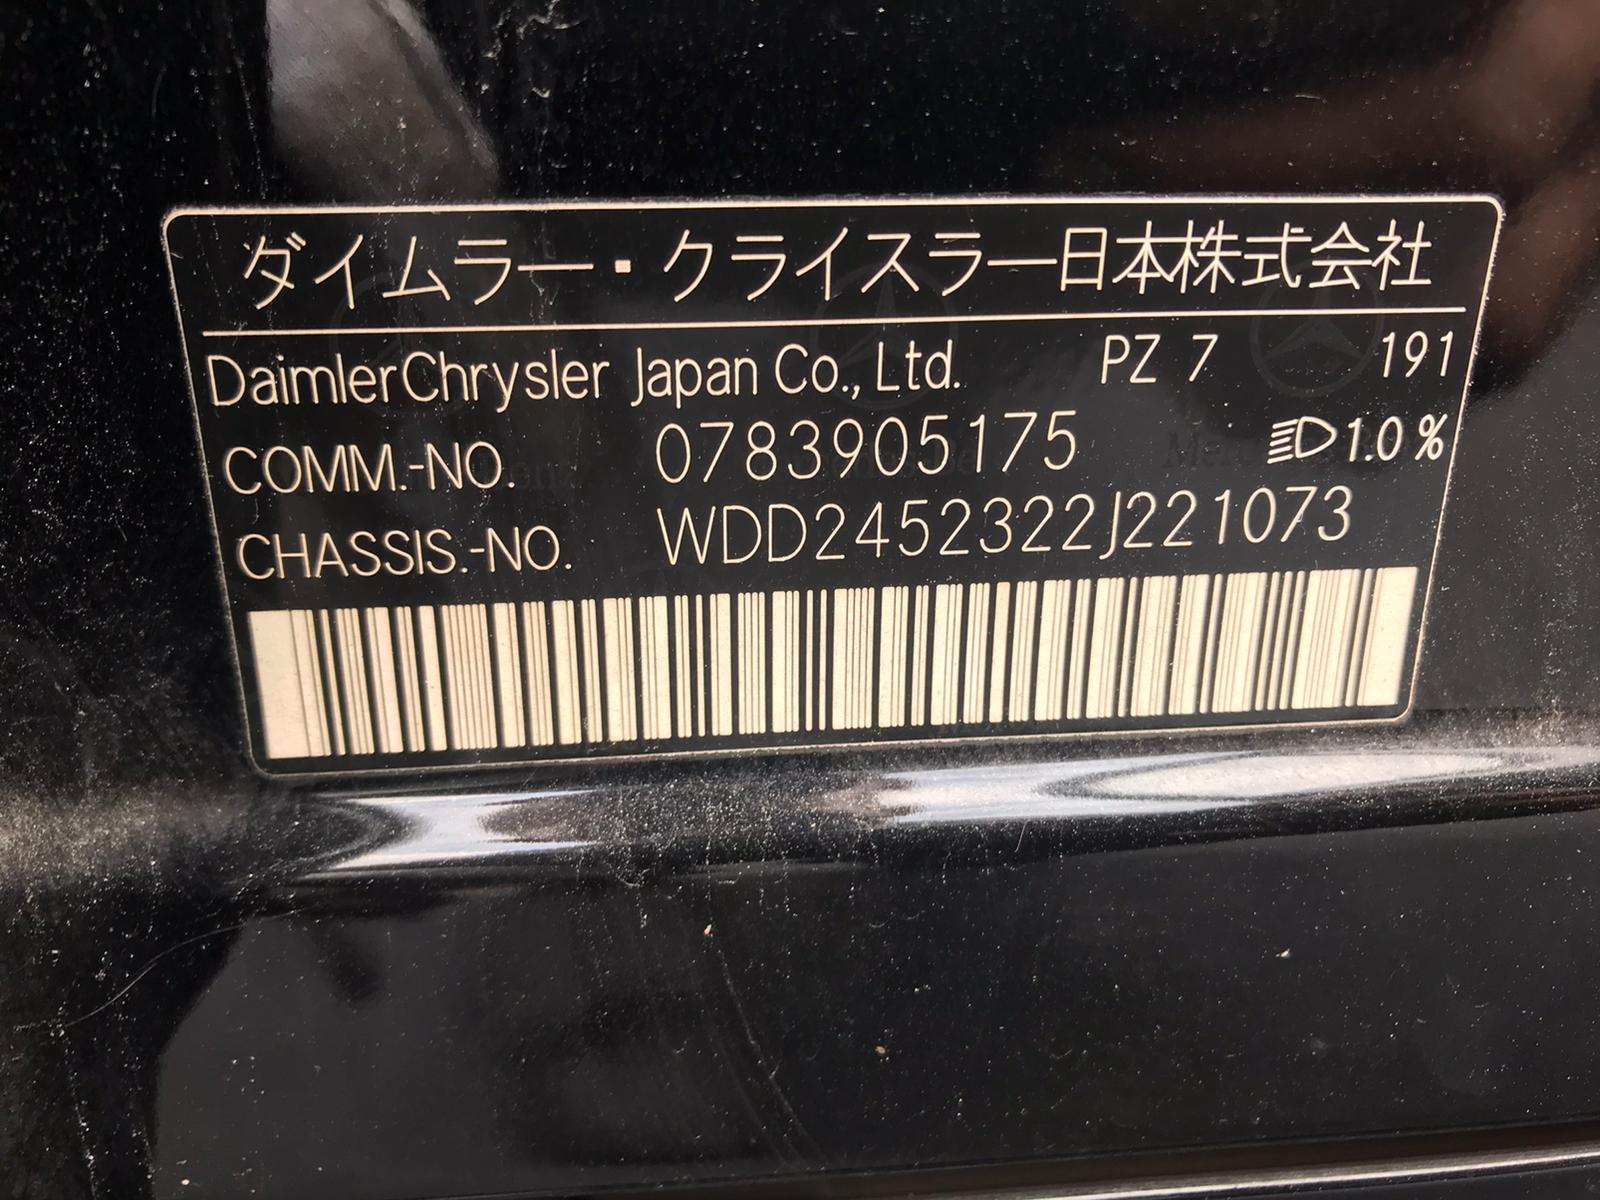 ダイムラー・クライスラー日本株式会社
DaimlerChrysler Japan Co., Ltd. PZ 7 191
COMM.-NO. 0783905175 1.0%
CHASSIS.-NO. WDD2452322J221073